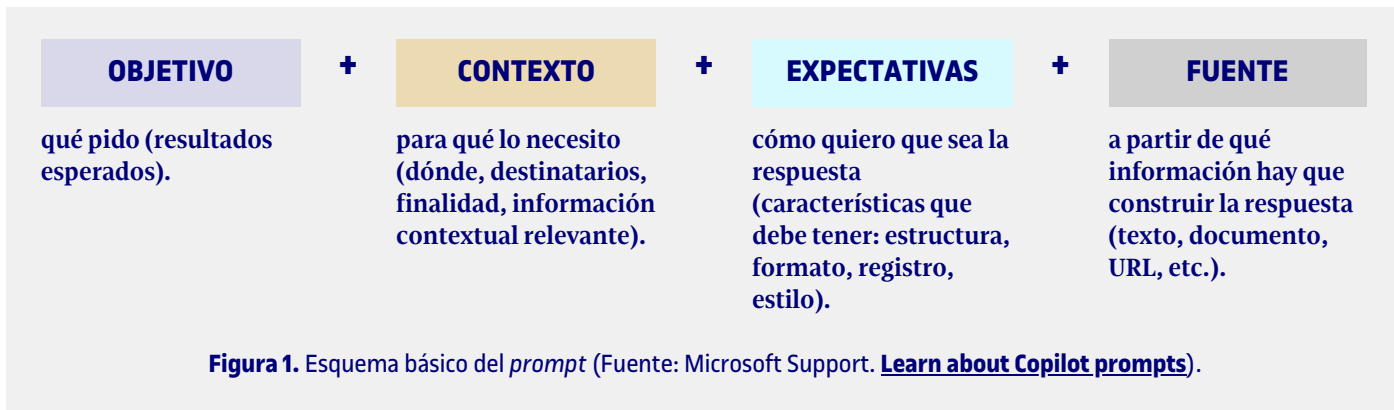 OBJETIVO + CONTEXTO + EXPECTATIVAS + FUENTE
qué pido (resultados
esperados).
para qué lo necesito
(dónde, destinatarios,
finalidad, información
contextual relevante).
cómo quiero que sea la
respuesta
(características que
debe tener: estructura,
formato, registro,
estilo).
a partir de qué
información hay que
construir la respuesta
(texto, documento,
URL, etc.).
Figura 1. Esquema básico del prompt (Fuente: Microsoft Support. Learn about Copilot prompts).